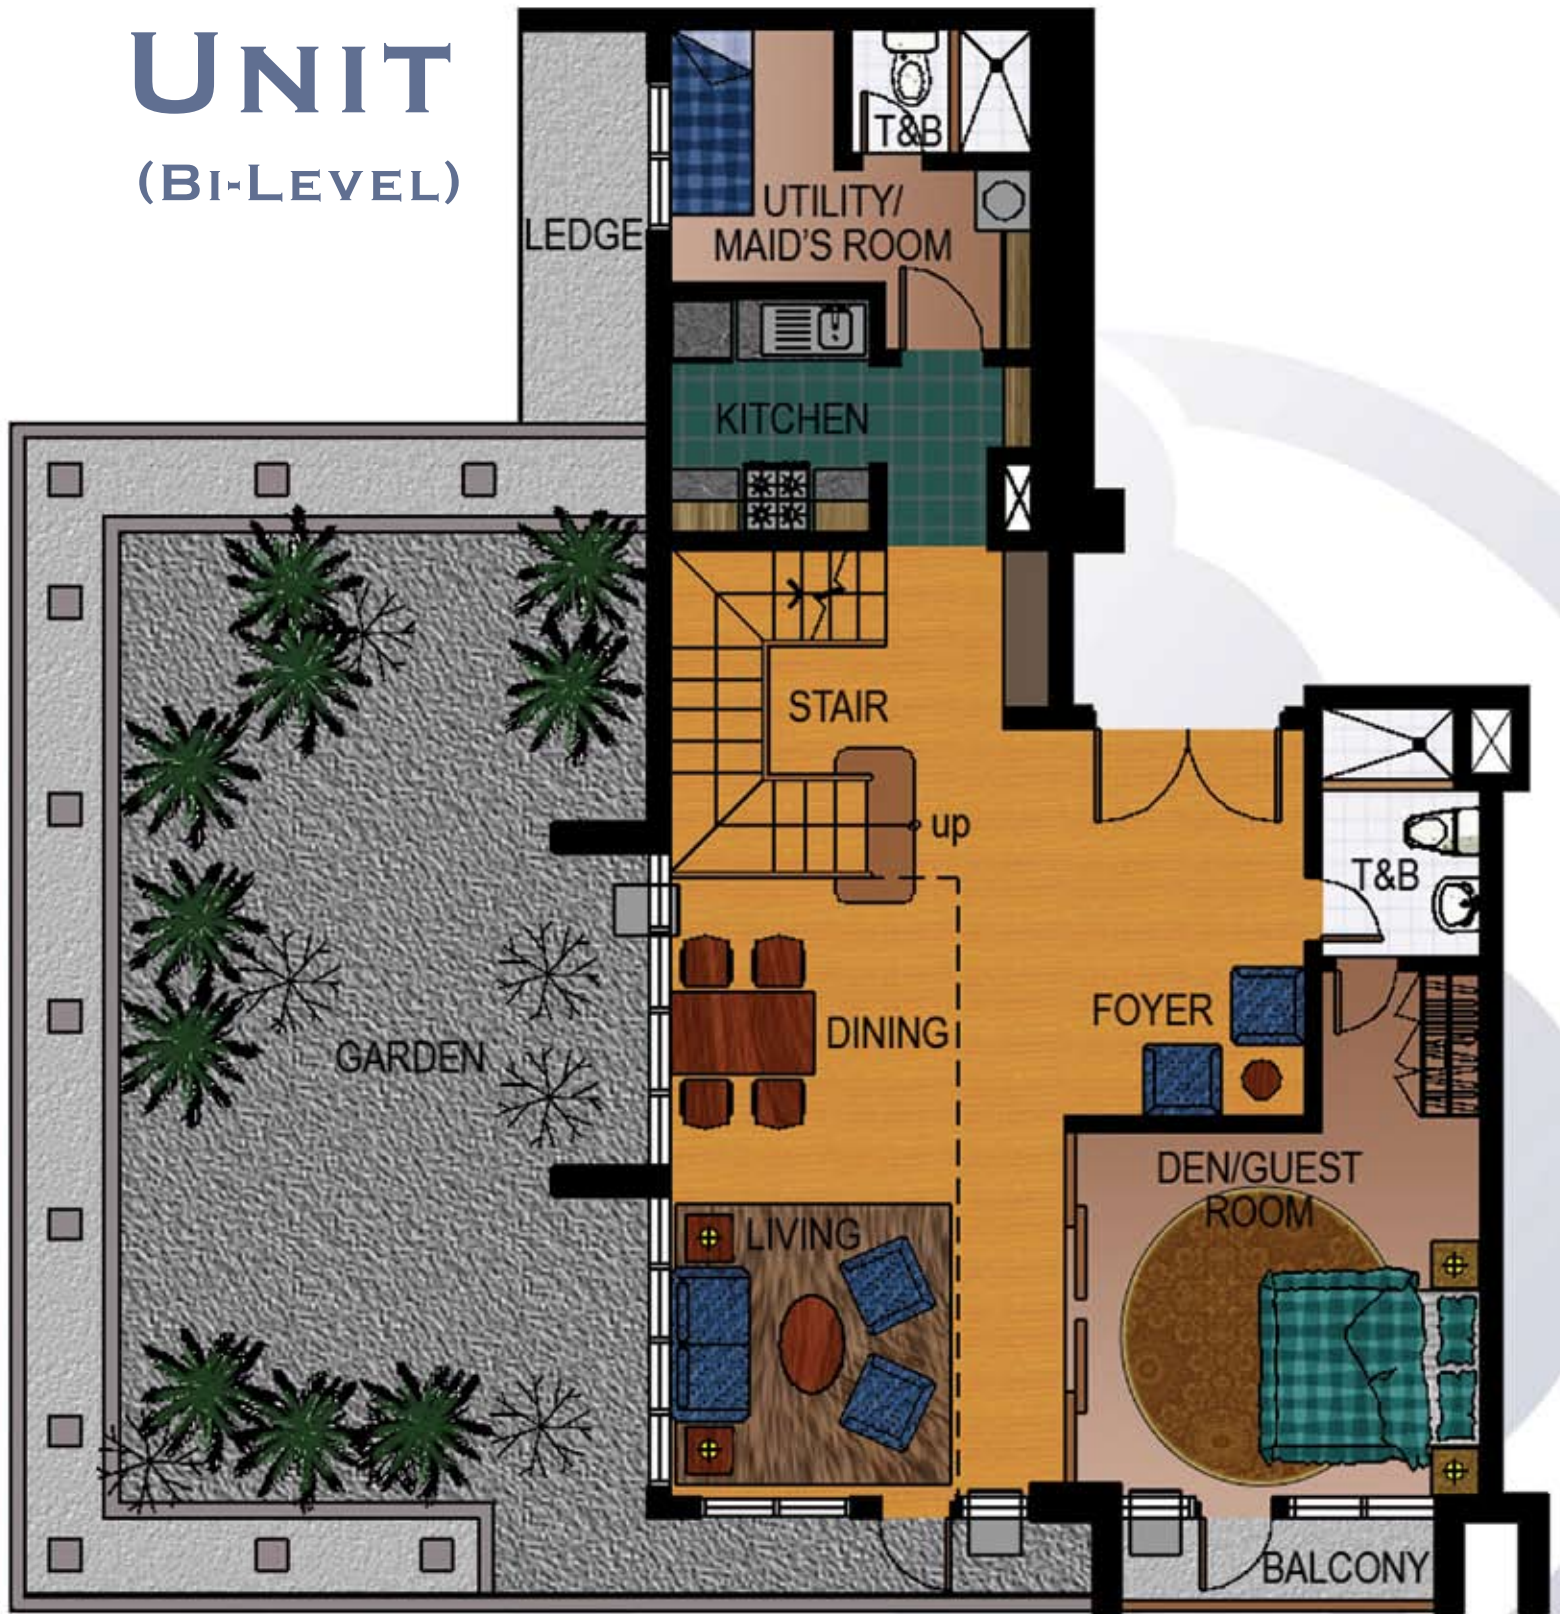 UNIT
(BI-LEVEL)
T&B
UTILITY/
MAID'S ROOM
LEDGE
KITCHEN
STAIR
up
T&B
FOYER
DINING
GARDEN
DEN/GUEST
ROOM
LIVING
BALCONY